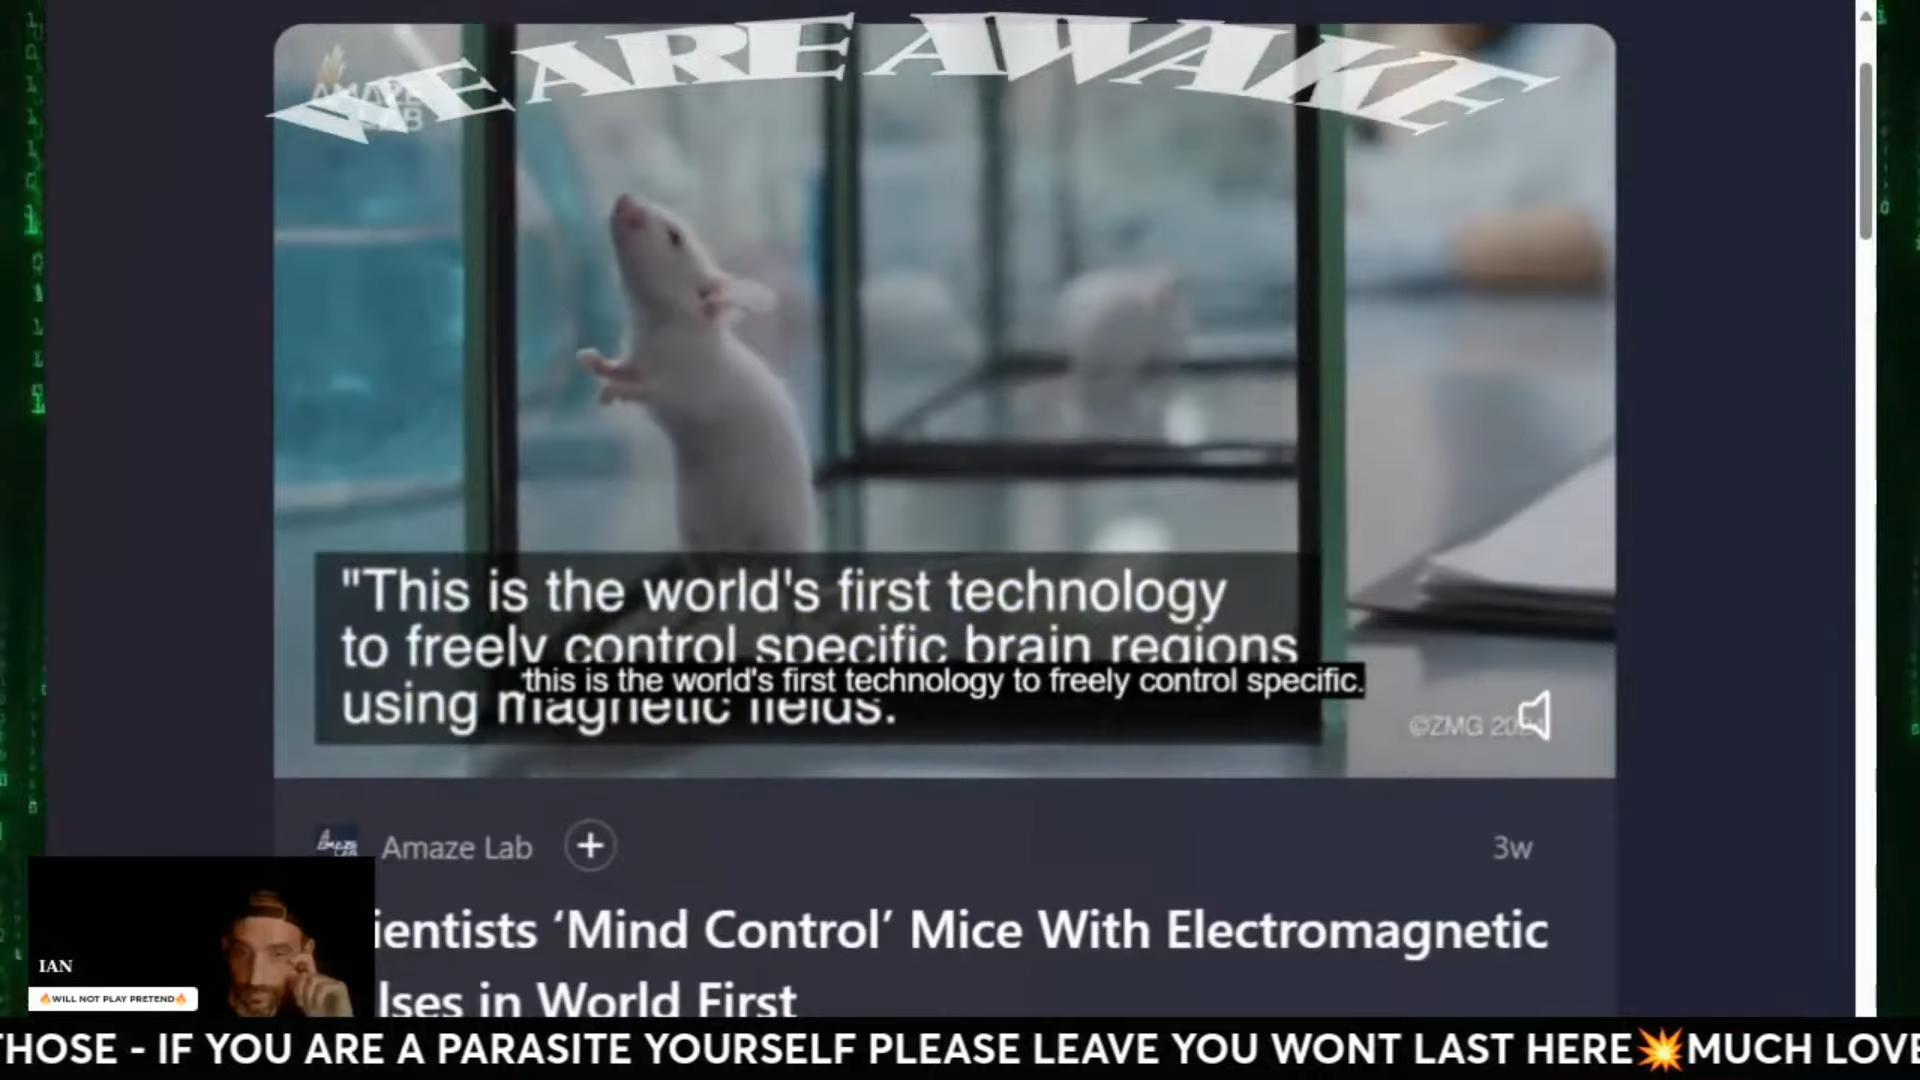 WE ARE AWAKE
AMAZE
LAB
"This is the world's first technology
to freely control specific brain regions
using magnetic fields.
"this is the world's first technology to freely control specific.
©ZMG 20
Amaze Lab
3w
ientists ‘Mind Control’ Mice With Electromagnetic
lses in World First
IAN
🔥WILL NOT PLAY PRETEND🔥
THOSE - IF YOU ARE A PARASITE YOURSELF PLEASE LEAVE YOU WONT LAST HERE💥MUCH LOVE